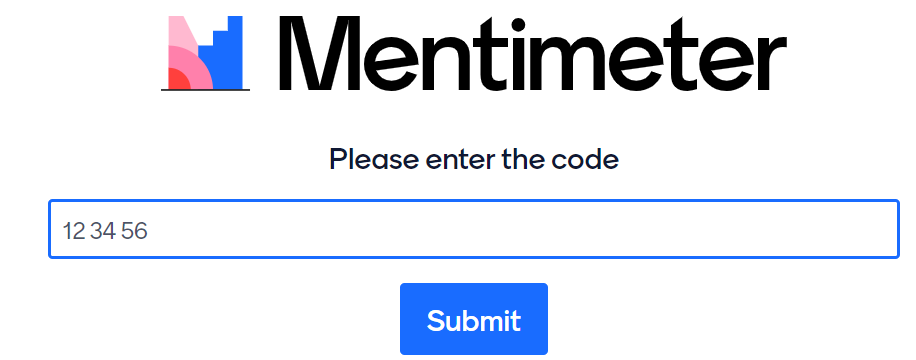 Mentimeter
Please enter the code
12 34 56
Submit